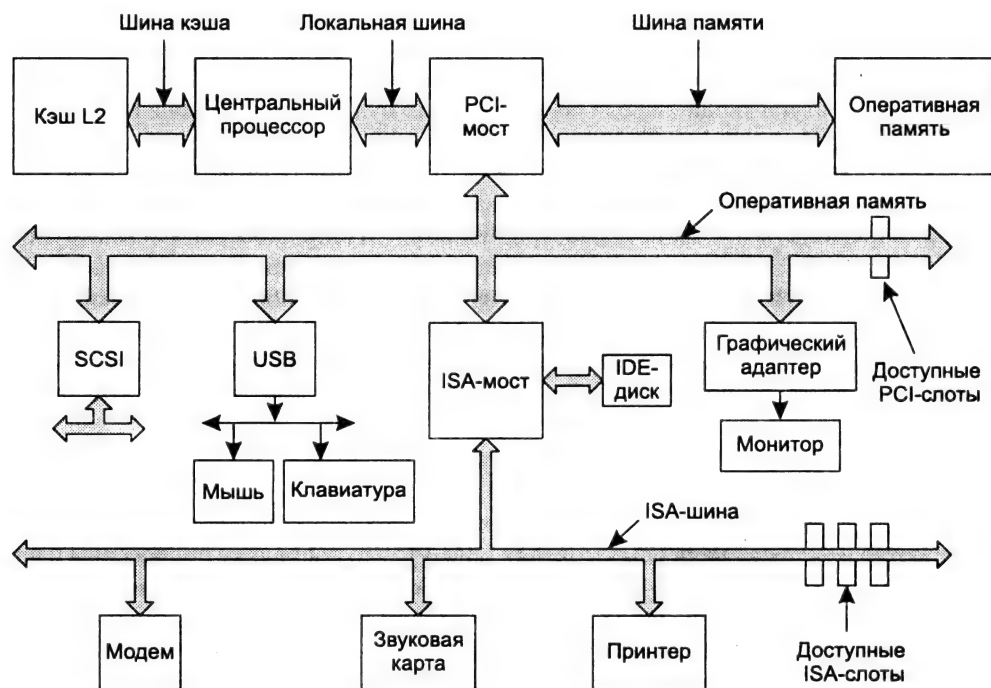 Шина кэша
Локальная шина
Шина памяти
Кэш L2
Центральный
процессор
PCI-
мост
Оперативная
память
Оперативная память
SCSI
USB
ISA-мост
IDE-
диск
Графический
адаптер
Доступные
PCI-слоты
Монитор
Мышь
Клавиатура
ISA-шина
Модем
Звуковая
карта
Принтер
Доступные
ISA-слоты